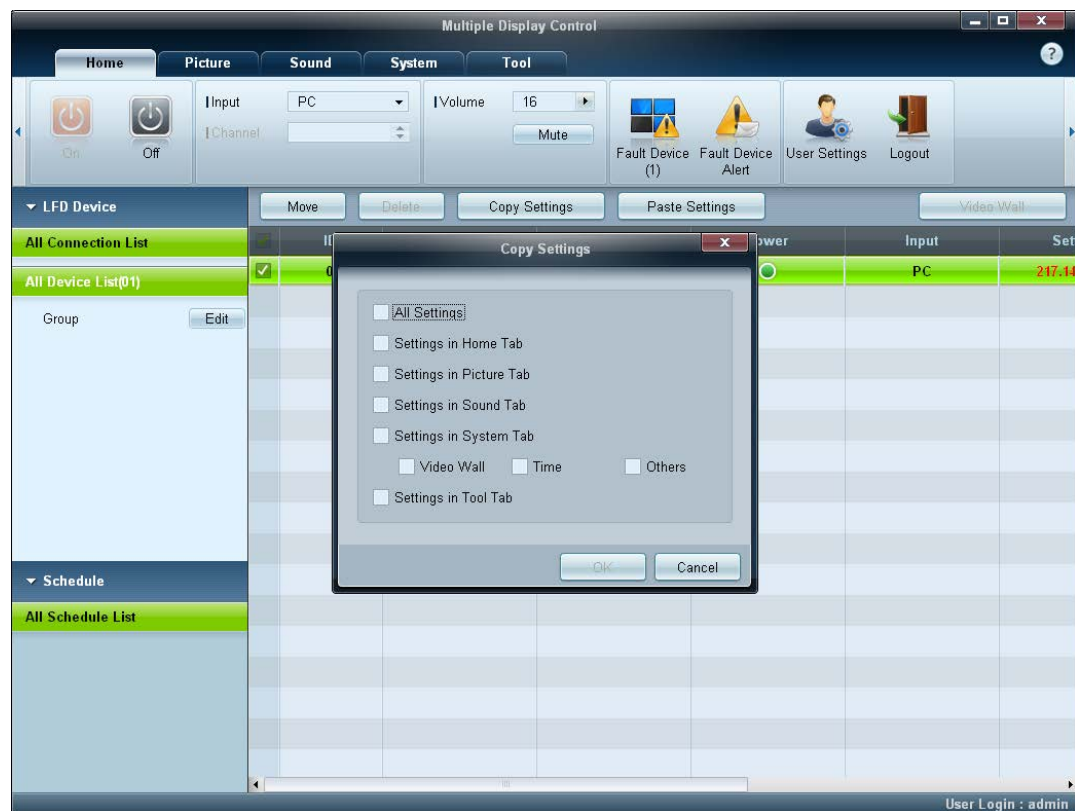 Multiple Display Control
Home Picture Sound System Tool
Input PC Volume 16
On Off Channel Mute
Fault Device (1) Fault Device Alert User Settings Logout
LFD Device Move Delete Copy Settings Paste Settings Video Wall
All Connection List
Copy Settings
Input
All Device List(01)
PC
217.14
Group Edit
All Settings
Settings in Home Tab
Settings in Picture Tab
Settings in Sound Tab
Settings in System Tab
Video Wall Time Others
Settings in Tool Tab
OK Cancel
Schedule
All Schedule List
User Login : admin